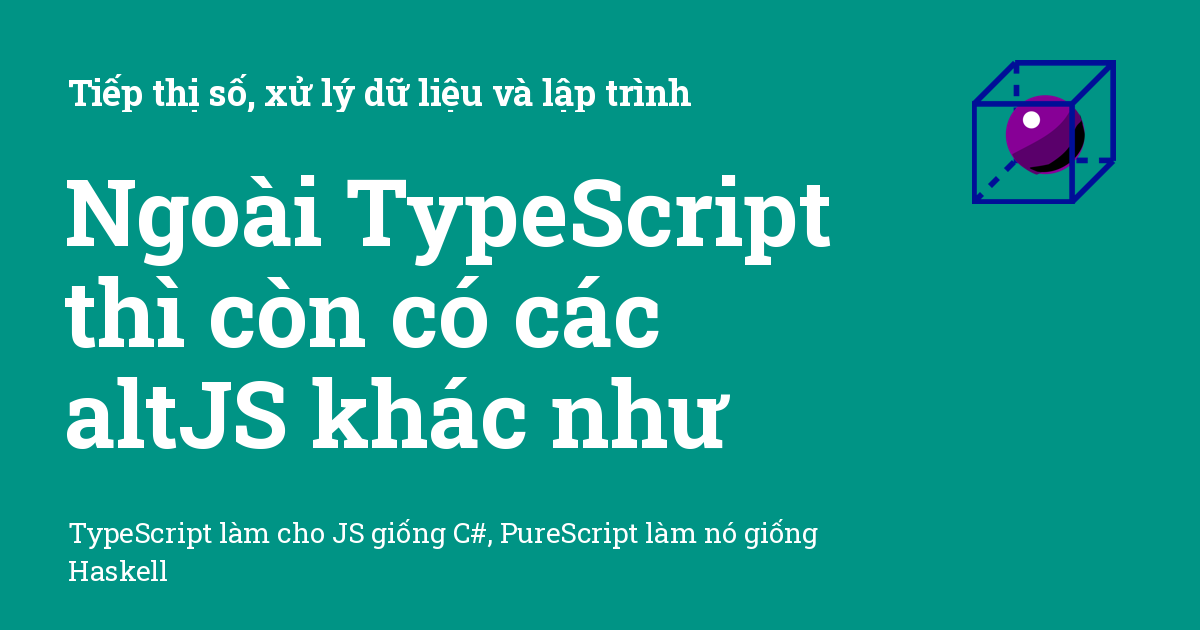 Tiếp thị số, xử lý dữ liệu và lập trình
Ngoài TypeScript
thì còn có các
altJS khác như
TypeScript làm cho JS giống C#, PureScript làm nó giống
Haskell